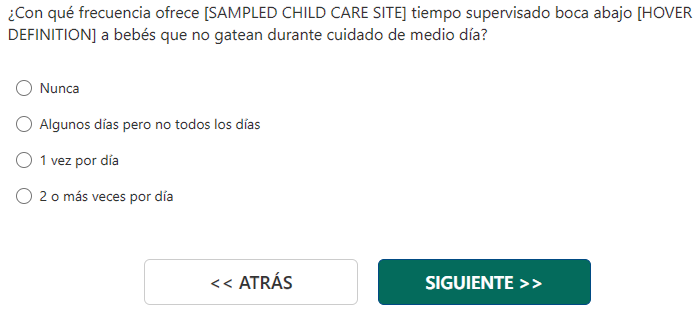 ¿Con qué frecuencia ofrece [SAMPLED CHILD CARE SITE] tiempo supervisado boca abajo [HOVER
DEFINITION] a bebés que no gatean durante cuidado de medio día?
Nunca
Algunos días pero no todos los días
1 vez por día
2 o más veces por día
<< ATRÁS
SIGUIENTE >>